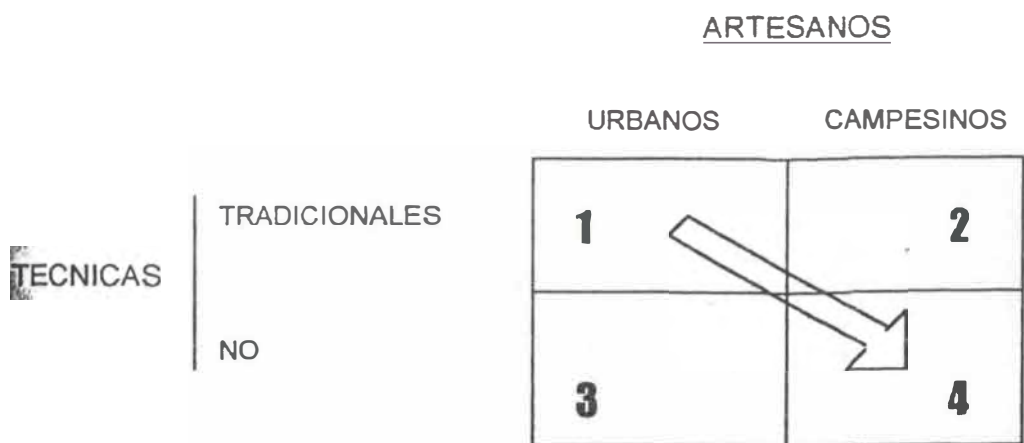 ARTESANOS
URBANOS CAMPESINOS
TRADICIONALES
1 2
TECNICAS
NO
3 4